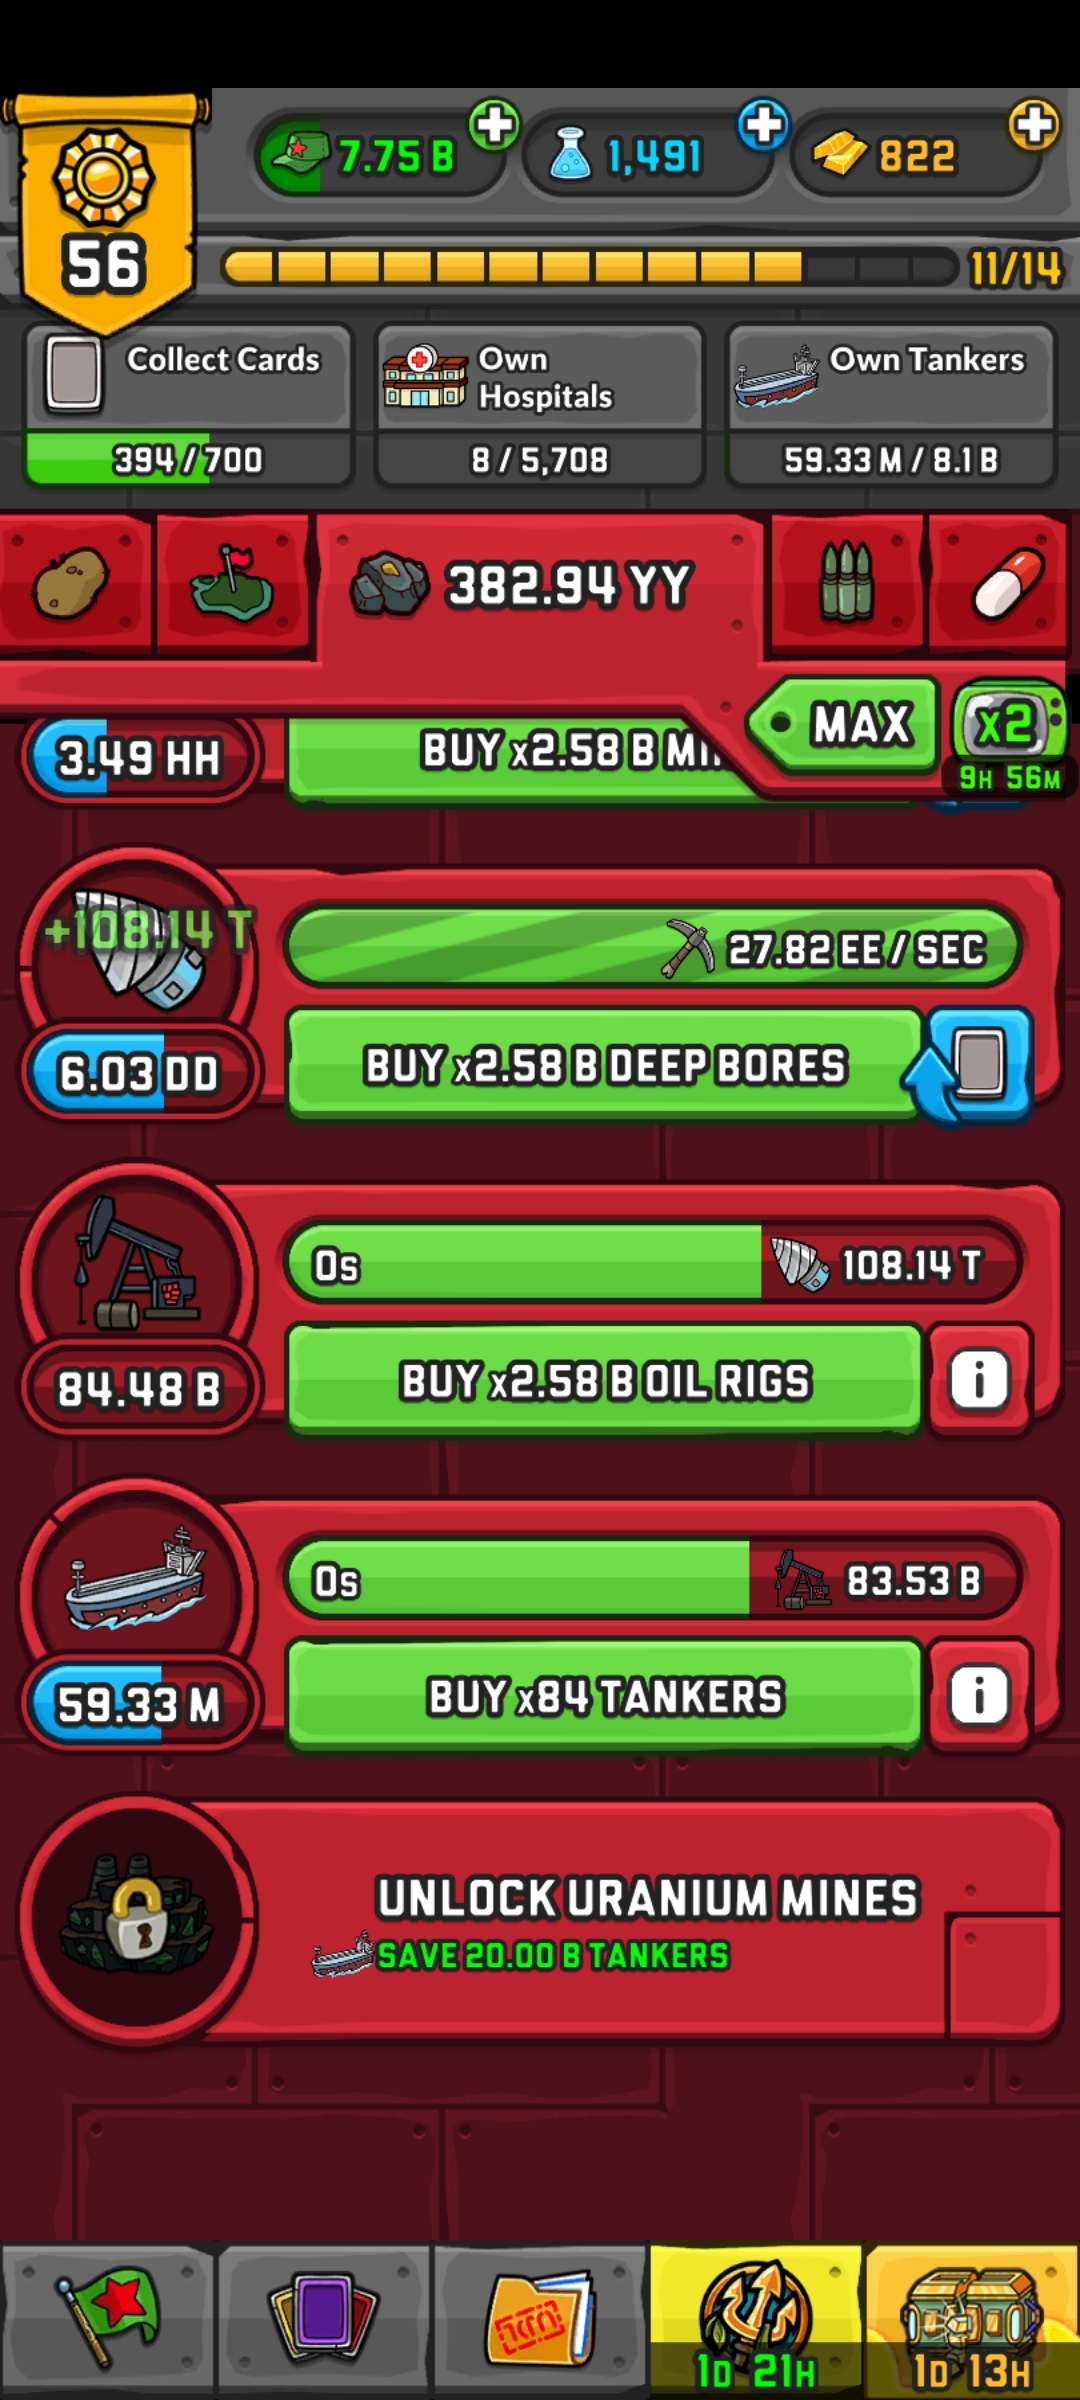 7.75 B
1,491
822
56
11/14
Collect Cards
394/700
Own
Hospitals
8/5,708
Own Tankers
59.33 M / 8.1 B
382.94 YY
MAX
x2
9H 56M
3.49 HH
BUY x2.58 B
+108.14 T
27.82 EE / SEC
6.03 DD
BUY x2.58 B DEEP BORES
0s
108.14 T
84.48 B
BUY x2.58 B OIL RIGS
i
0s
83.53 B
59.33 M
BUY x84 TANKERS
i
UNLOCK URANIUM MINES
SAVE 20.00 B TANKERS
1D 21H
1D 13H